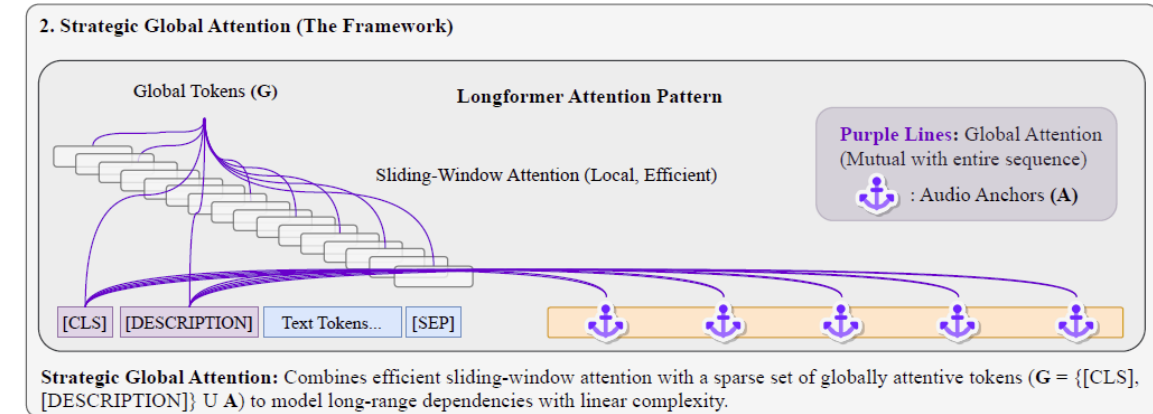 2. Strategic Global Attention (The Framework)
Global Tokens (G)
Longformer Attention Pattern
Purple Lines: Global Attention
(Mutual with entire sequence)
: Audio Anchors (A)
Sliding-Window Attention (Local, Efficient)
[CLS] [DESCRIPTION] Text Tokens... [SEP]
Strategic Global Attention: Combines efficient sliding-window attention with a sparse set of globally attentive tokens (G = {[CLS],
[DESCRIPTION]} U A) to model long-range dependencies with linear complexity.